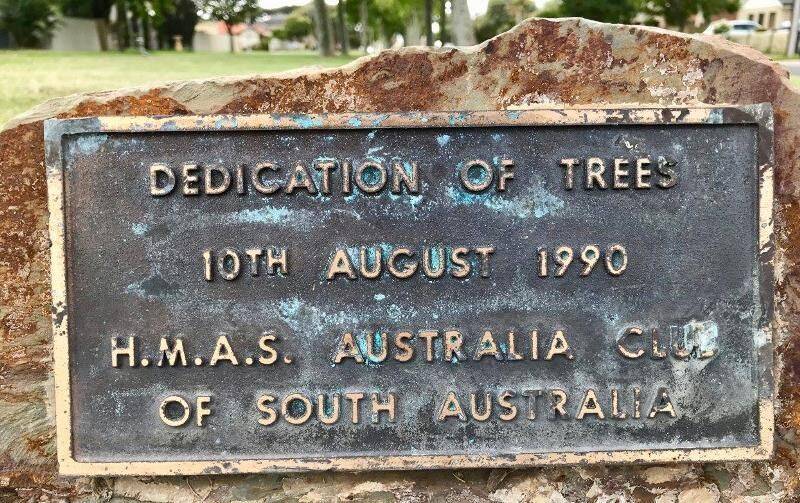 DEDICATION OF TREES
10TH AUGUST 1990
H.M.A.S. AUSTRALIA CLUB
OF SOUTH AUSTRALIA